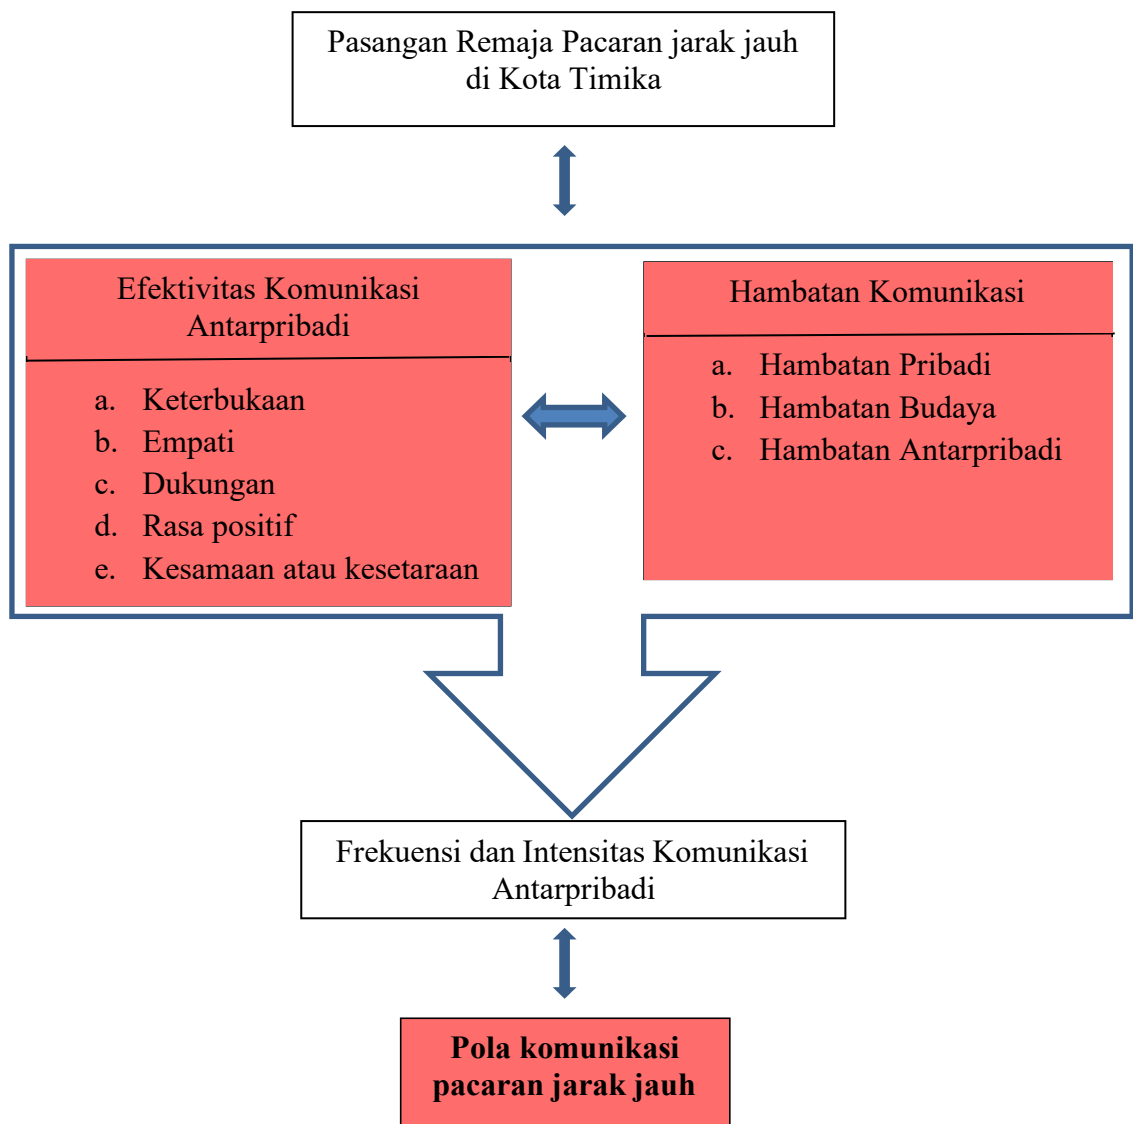 Pasangan Remaja Pacaran jarak jauh
di Kota Timika
Efektivitas Komunikasi
Antarpribadi
a. Keterbukaan
b. Empati
c. Dukungan
d. Rasa positif
e. Kesamaan atau kesetaraan
Hambatan Komunikasi
a. Hambatan Pribadi
b. Hambatan Budaya
c. Hambatan Antarpribadi
Frekuensi dan Intensitas Komunikasi
Antarpribadi
Pola komunikasi
pacaran jarak jauh